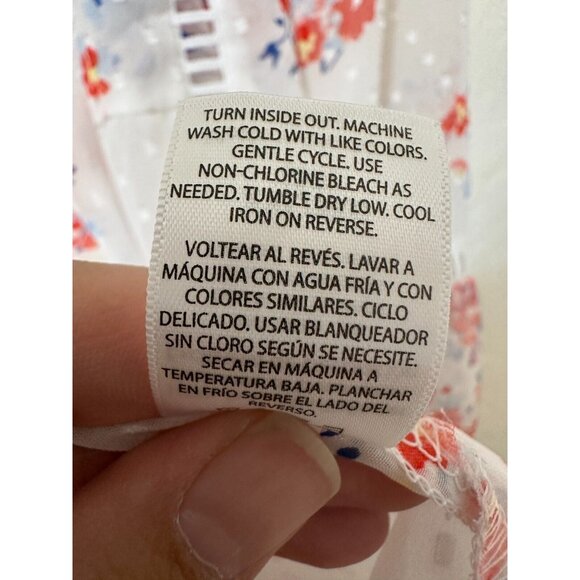 TURN INSIDE OUT. MACHINE
WASH COLD WITH LIKE COLORS.
GENTLE CYCLE. USE
NON-CHLORINE BLEACH AS
NEEDED. TUMBLE DRY LOW. COOL
IRON ON REVERSE.
VOLTEAR AL REVÉS. LAVAR A
MÁQUINA CON AGUA FRÍA Y CON
COLORES SIMILARES. CICLO
DELICADO. USAR BLANQUEADOR
SIN CLORO SEGÚN SE NECESITE.
SECAR EN MÁQUINA A
TEMPERATURA BAJA. PLANCHAR
EN FRÍO SOBRE EL LADO DEL
REVERSO.